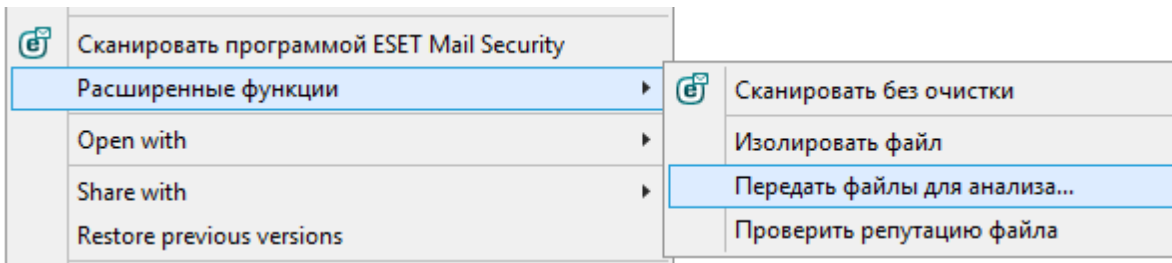 Сканировать программой ESET Mail Security
Расширенные функции
Open with
Share with
Restore previous versions
Сканировать без очистки
Изолировать файл
Передать файлы для анализа...
Проверить репутацию файла